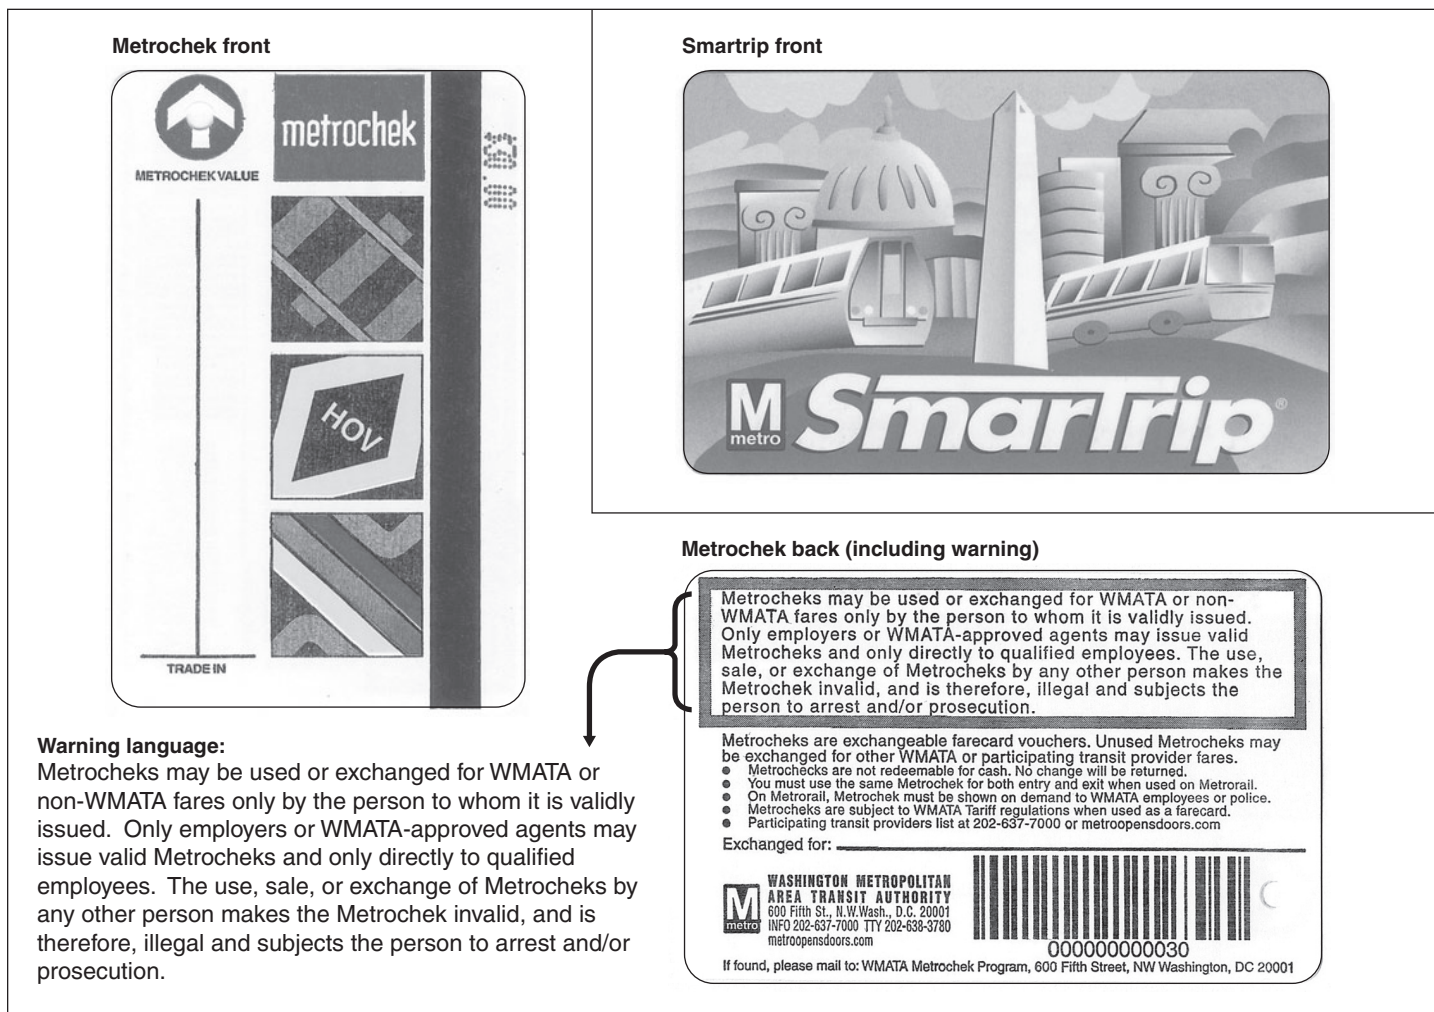 Metrochek front
METROCHEK VALUE
metrochek
HOV
TRADE IN
Smartrip front
M
metro
SmarTrip®
Metrochek back (including warning)
Metrocheks may be used or exchanged for WMATA or non-
WMATA fares only by the person to whom it is validly issued.
Only employers or WMATA-approved agents may issue valid
Metrocheks and only directly to qualified employees. The use,
sale, or exchange of Metrocheks by any other person makes the
Metrochek invalid, and is therefore, illegal and subjects the
person to arrest and/or prosecution.
Metrocheks are exchangeable farecard vouchers. Unused Metrocheks may
be exchanged for other WMATA or participating transit provider fares.
● Metrochecks are not redeemable for cash. No change will be returned.
● You must use the same Metrochek for both entry and exit when used on Metrorail.
● On Metrorail, Metrochek must be shown on demand to WMATA employees or police.
● Metrocheks are subject to WMATA Tariff regulations when used as a farecard.
● Participating transit providers list at 202-637-7000 or metroopensdoors.com
Exchanged for:
M
metro
WASHINGTON METROPOLITAN
AREA TRANSIT AUTHORITY
600 Fifth St., N.W.Wash., D.C. 20001
INFO 202-637-7000 TTY 202-638-3780
metroopensdoors.com
000000000030
If found, please mail to: WMATA Metrochek Program, 600 Fifth Street, NW Washington, DC 20001
Warning language:
Metrocheks may be used or exchanged for WMATA or
non-WMATA fares only by the person to whom it is validly
issued. Only employers or WMATA-approved agents may
issue valid Metrocheks and only directly to qualified
employees. The use, sale, or exchange of Metrocheks by
any other person makes the Metrochek invalid, and is
therefore, illegal and subjects the person to arrest and/or
prosecution.